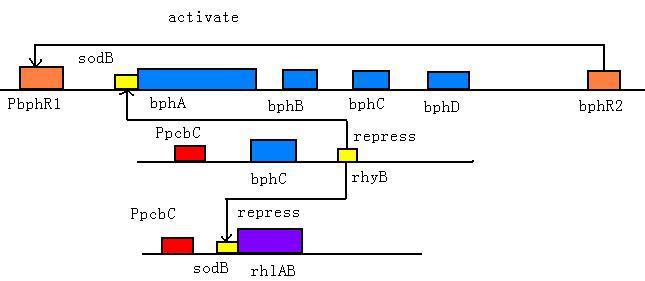 activate
sodB
PbphR1
bphA
bphB
bphC
bphD
bphR2
PpcbC
repress
bphC
rhyB
PpcbC
repress
sodB
rhlAB